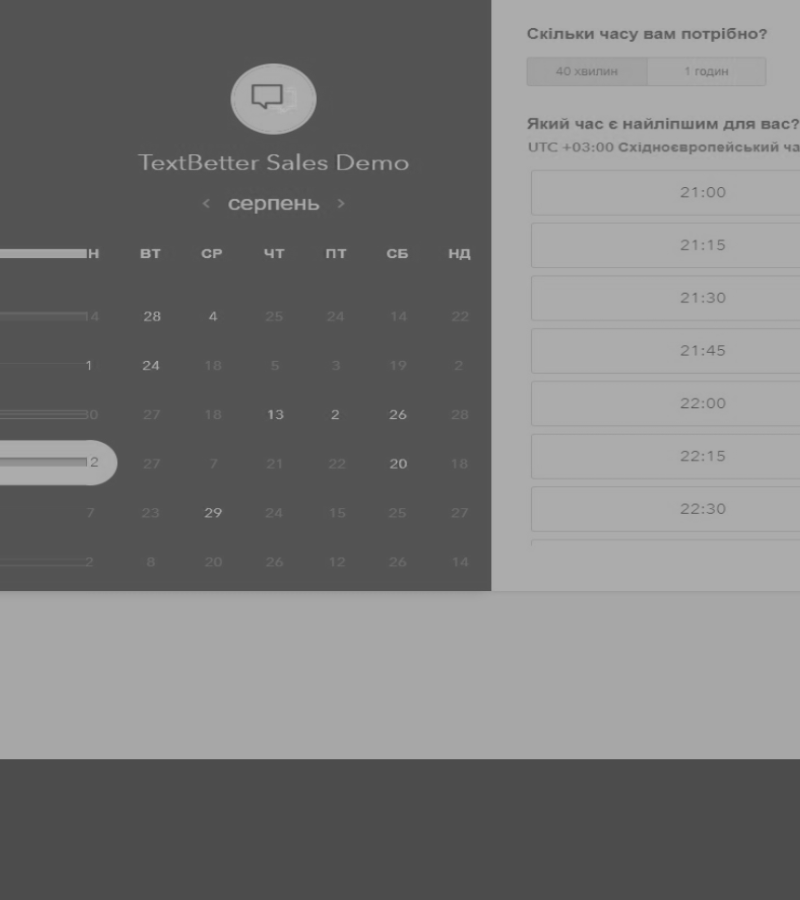 TextBetter Sales Demo
серпень
Н ВТ СР ЧТ ПТ СБ НД
14 28 4 25 24 14 22
1 24 18 5 3 19 2
30 27 18 13 2 26 28
12 27 7 21 22 20 18
7 23 29 24 15 25 27
2 8 20 26 12 26 14
Скільки часу вам потрібно?
40 хвилин 1 годин
Який час є найліпшим для вас?
UTC +03:00 Східноєвропейський ча
21:00
21:15
21:30
21:45
22:00
22:15
22:30